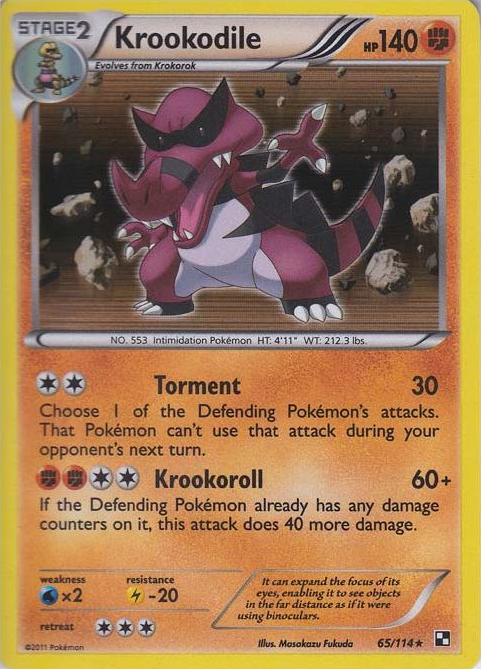 STAGE2
Krookodile HP140
Evolves from Krokorok
NO. 553 Intimidation Pokémon HT: 4'11" WT: 212.3 lbs.
Torment 30
Choose 1 of the Defending Pokémon's attacks.
That Pokémon can't use that attack during your
opponent's next turn.
Krookoroll 60+
If the Defending Pokémon already has any damage
counters on it, this attack does 40 more damage.
weakness resistance
×2 -20
retreat
It can expand the focus of its
eyes, enabling it to see objects
in the far distance as if it were
using binoculars.
©2011 Pokémon Illus. Masakazu Fukuda 65/114★